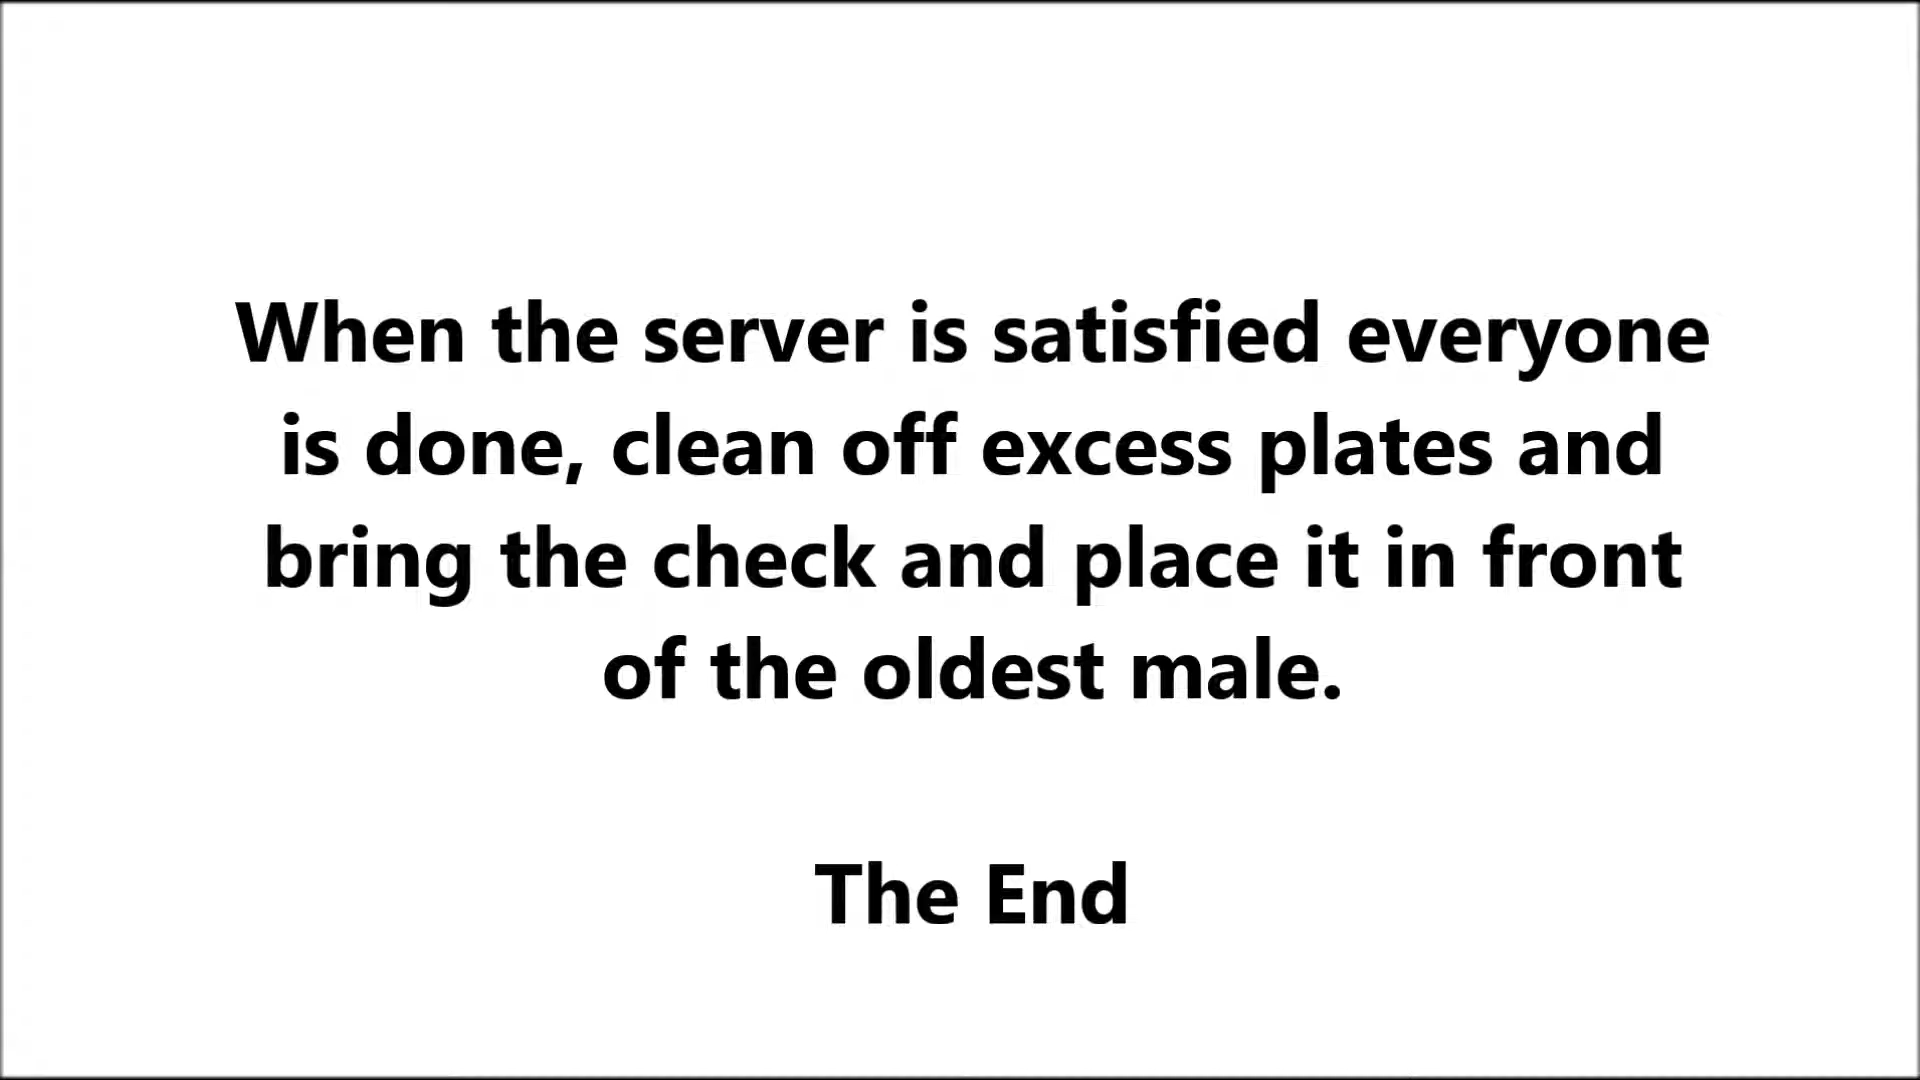 When the server is satisfied everyone
is done, clean off excess plates and
bring the check and place it in front
of the oldest male.
The End